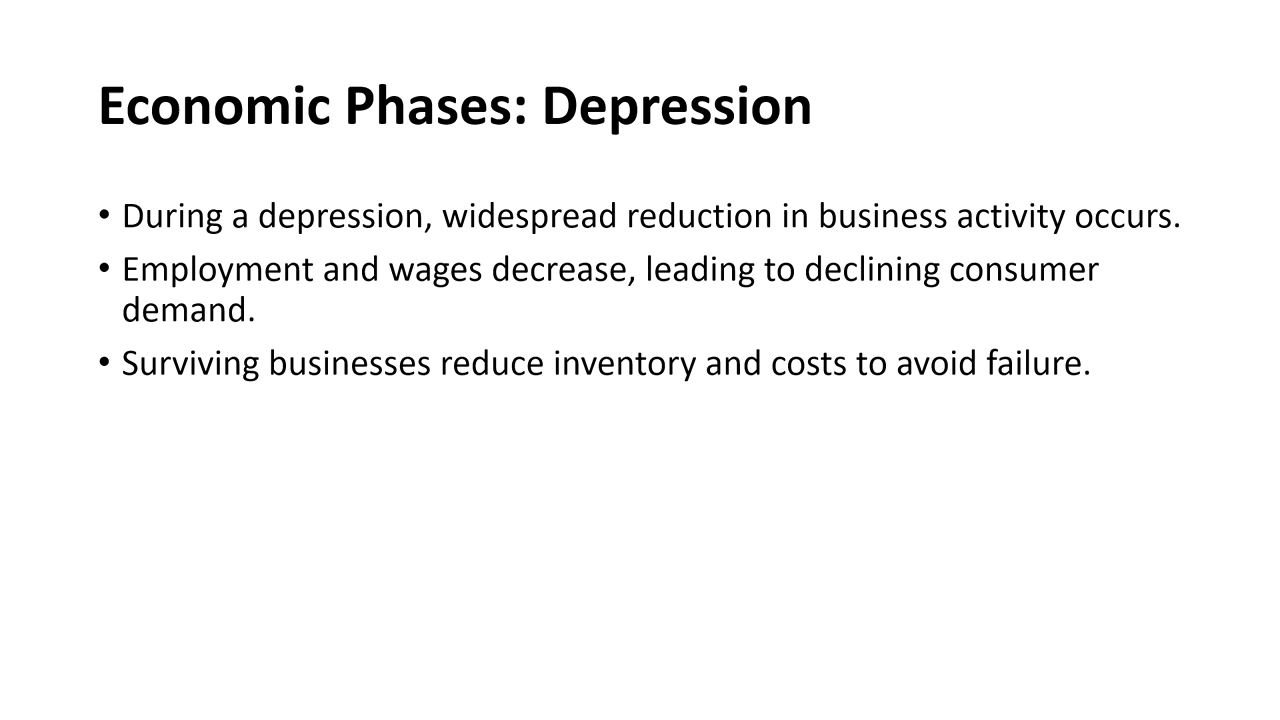 Economic Phases: Depression
• During a depression, widespread reduction in business activity occurs.
• Employment and wages decrease, leading to declining consumer
demand.
• Surviving businesses reduce inventory and costs to avoid failure.